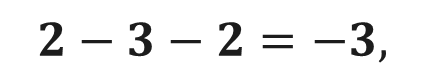 2 − 3 − 2 = −3,